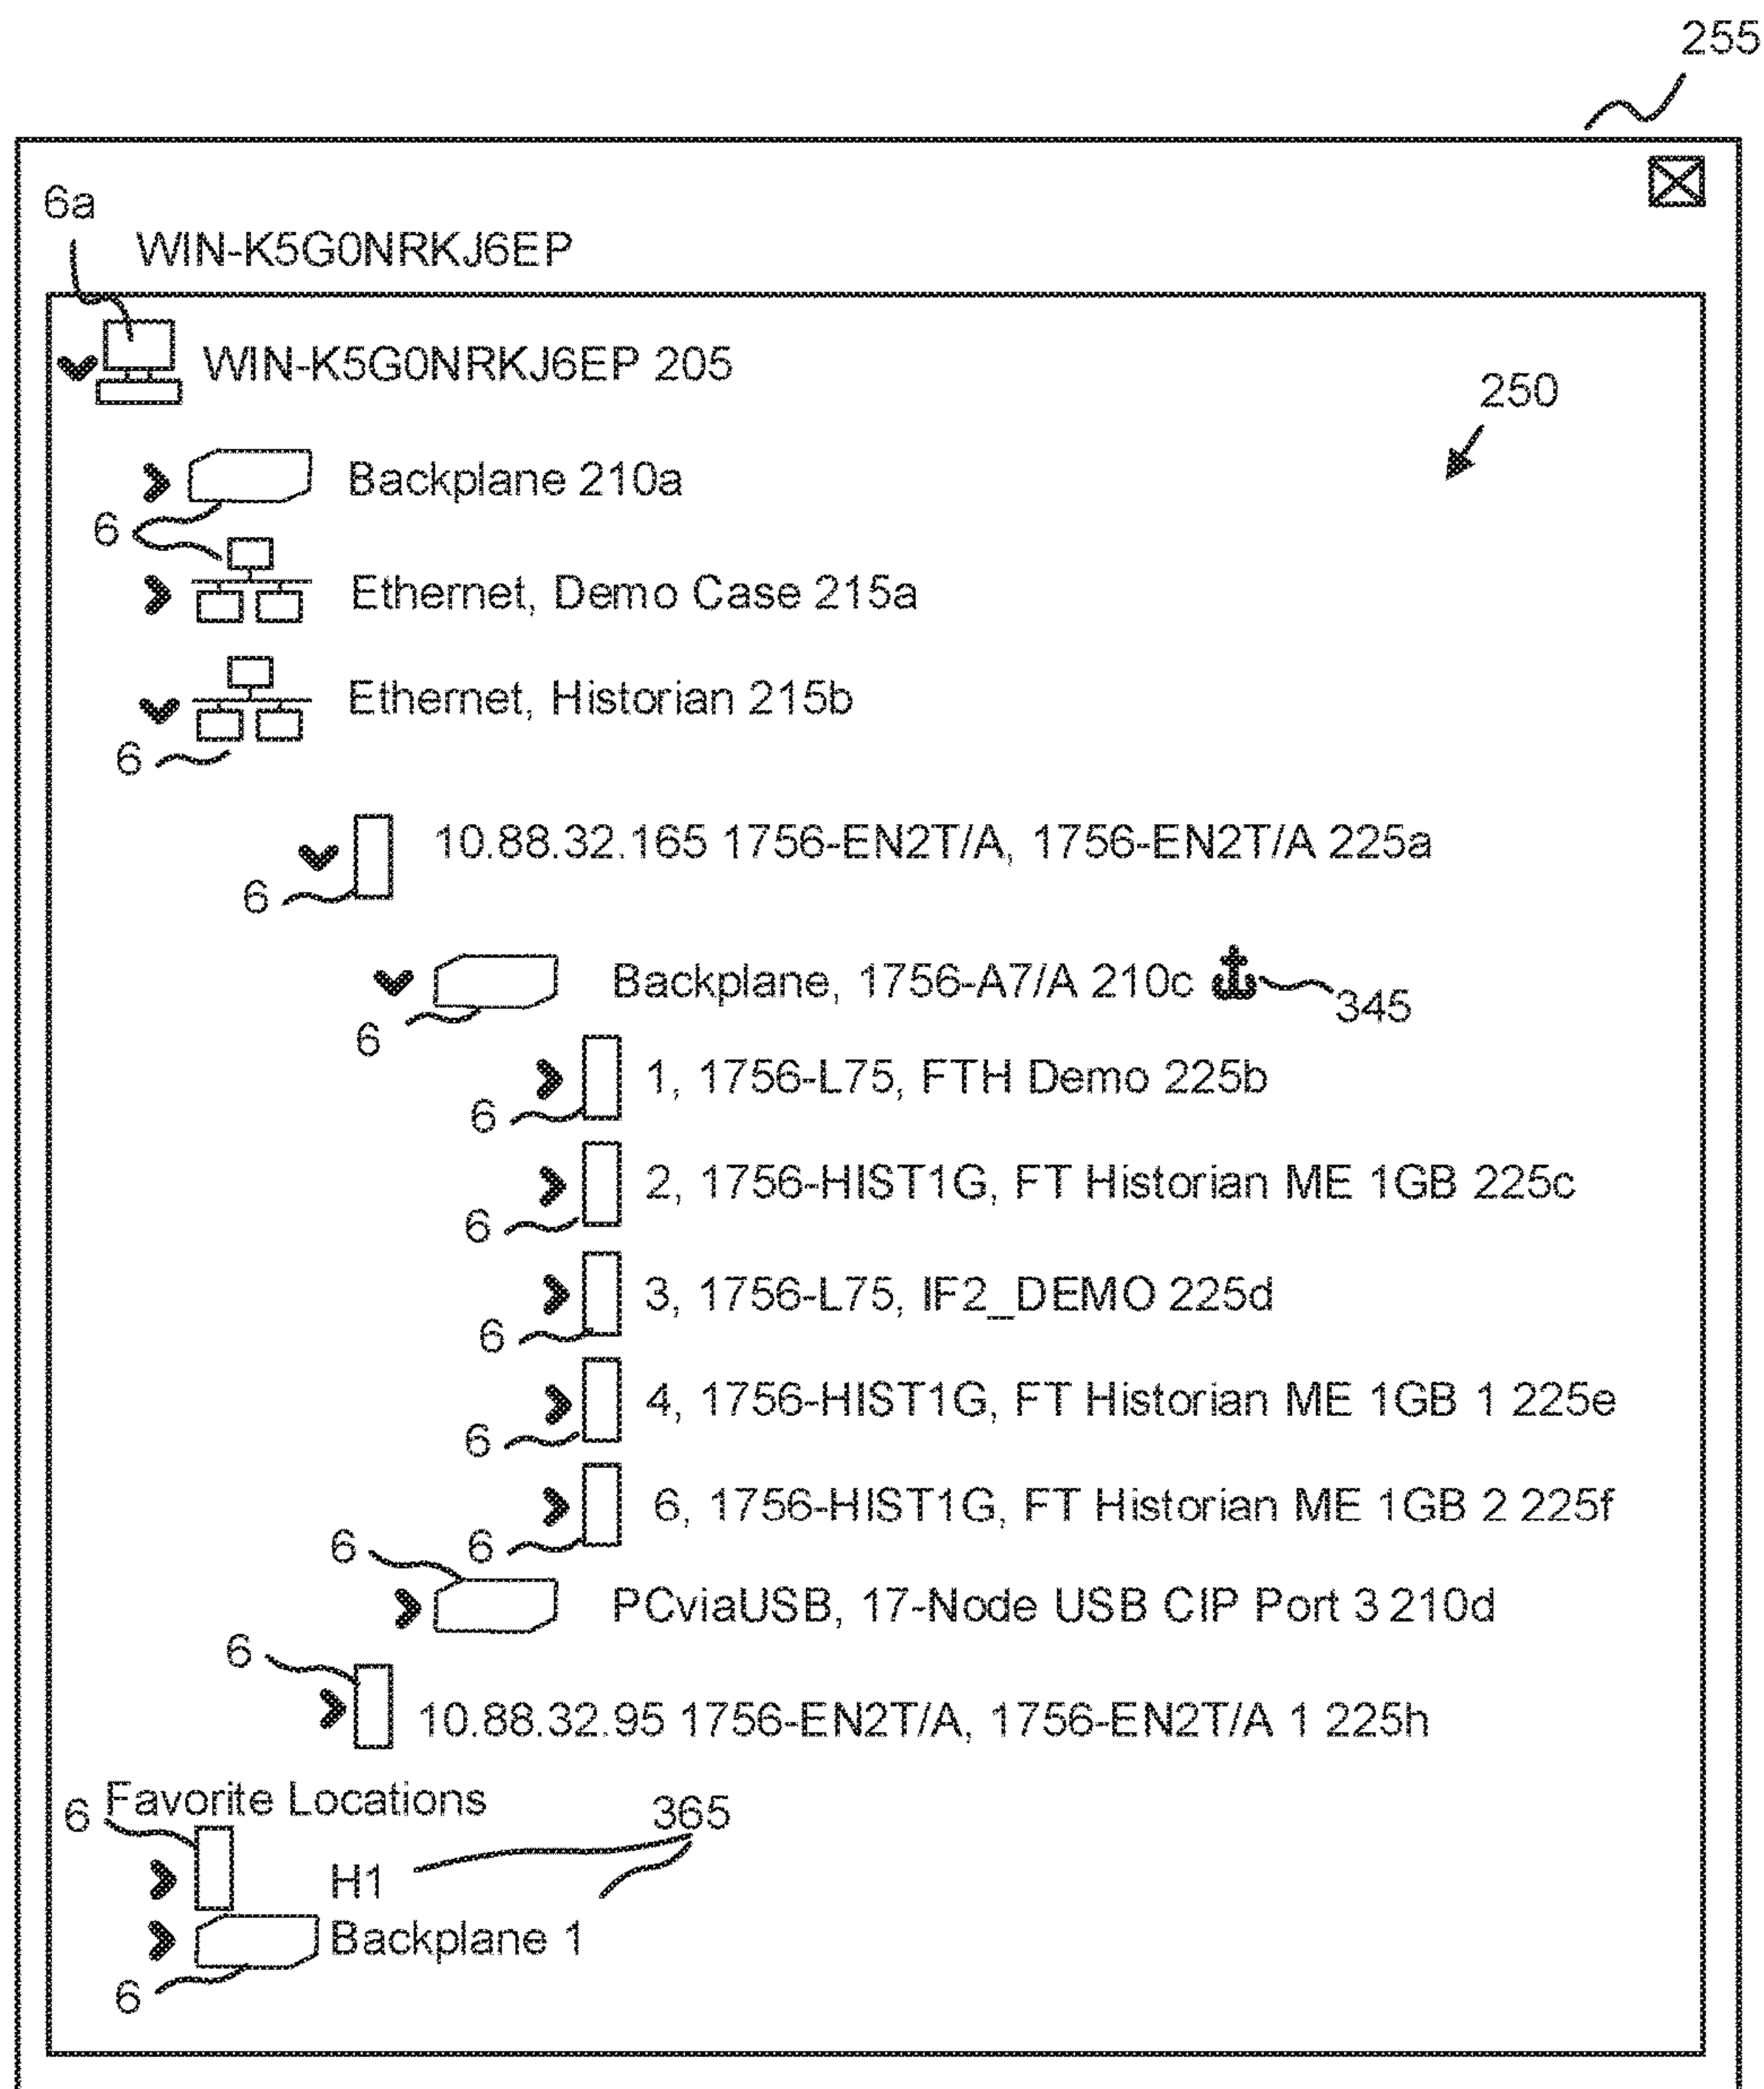 255
6a
WIN-K5G0NRKJ6EP
WIN-K5G0NRKJ6EP 205
250
Backplane 210a
6
Ethernet, Demo Case 215a
Ethernet, Historian 215b
6
10.88.32.165 1756-EN2T/A, 1756-EN2T/A 225a
6
Backplane, 1756-A7/A 210c
345
6
1, 1756-L75, FTH Demo 225b
6
2, 1756-HIST1G, FT Historian ME 1GB 225c
6
3, 1756-L75, IF2_DEMO 225d
6
4, 1756-HIST1G, FT Historian ME 1GB 1 225e
6
6, 1756-HIST1G, FT Historian ME 1GB 2 225f
6 6
PCviaUSB, 17-Node USB CIP Port 3 210d
6
10.88.32.95 1756-EN2T/A, 1756-EN2T/A 1 225h
Favorite Locations
6
365
H1
Backplane 1
6